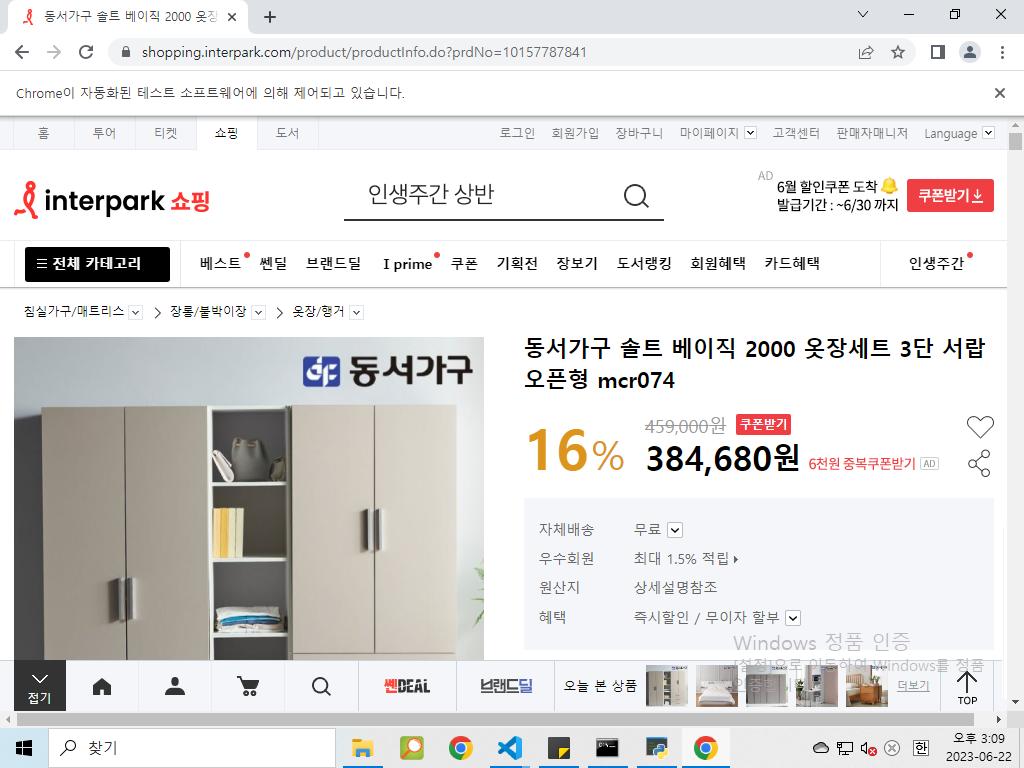 동서가구 솔트 베이직 2000 옷장
shopping.interpark.com/product/productInfo.do?prdNo=10157787841
Chrome이 자동화된 테스트 소프트웨어에 의해 제어되고 있습니다.
홈 투어 티켓 쇼핑 도서 로그인 회원가입 장바구니 마이페이지 고객센터 판매자매니저 Language
interpark 쇼핑
인생주간 상반
AD
6월 할인쿠폰 도착
발급기간 : ~6/30 까지
쿠폰받기
전체 카테고리 베스트 쎈딜 브랜드딜 I prime 쿠폰 기획전 장보기 도서랭킹 회원혜택 카드혜택 인생주간
침실가구/매트리스 장롱/붙박이장 옷장/행거
동서가구
동서가구 솔트 베이직 2000 옷장세트 3단 서랍
오픈형 mcr074
16%
459,000원 쿠폰받기
384,680원 6천원 중복쿠폰받기 AD
자체배송 무료
우수회원 최대 1.5% 적립
원산지 상세설명참조
혜택 즉시할인 / 무이자 할부
Windows 정품 인증
[설정]으로 이동하여 Windows를 정품
접기
쎈DEAL
브랜드딜
오늘 본 상품
더보기
TOP
찾기
한
오후 3:09
2023-06-22